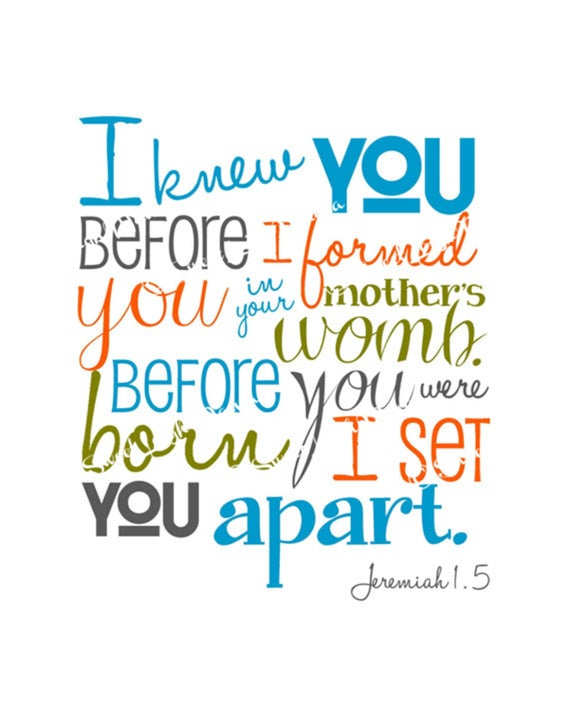 I knew YOU
BEFORE I formed
you in your mother's
womb.
BEFORE you were
born I SET
YOU apart.
Jeremiah 1.5